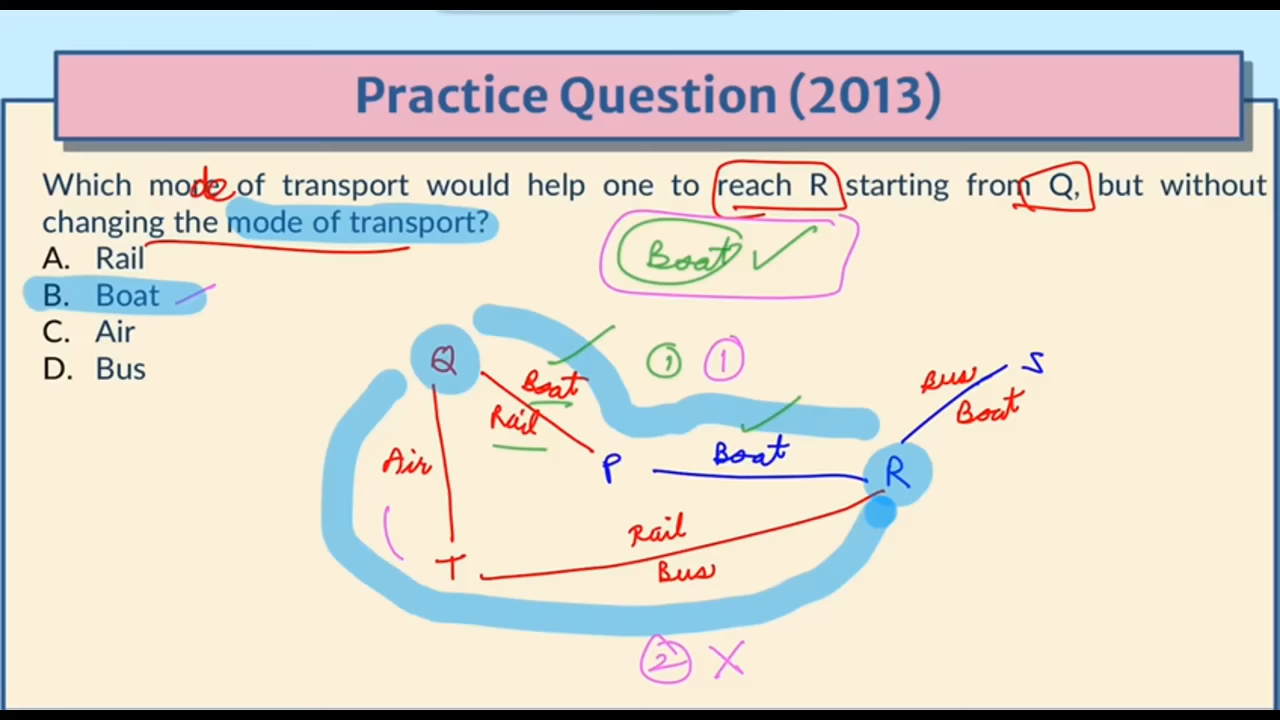 Practice Question (2013)
Which mode of transport would help one to reach R starting from Q, but without
changing the mode of transport?
A. Rail
Boat
B. Boat
C. Air
D. Bus
Q
1
1
S
Bus
Boat
Boat
Rail
Boat
Air
P
R
Rail
T
Bus
2 X